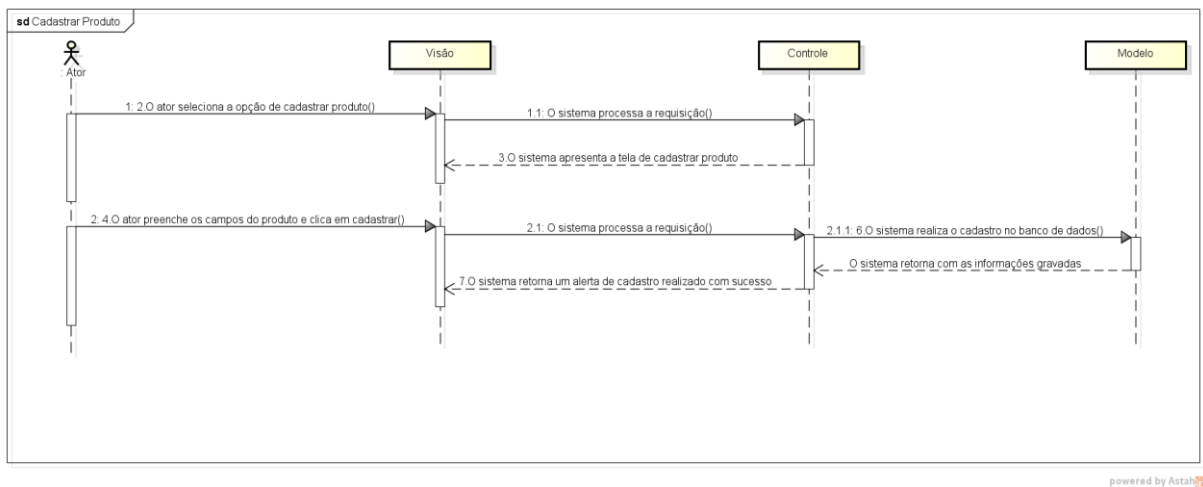 sd Cadastrar Produto
: Ator
Visão
Controle
Modelo
1: 2.O ator seleciona a opção de cadastrar produto()
1.1: O sistema processa a requisição()
3.O sistema apresenta a tela de cadastrar produto
2: 4.O ator preenche os campos do produto e clica em cadastrar()
2.1: O sistema processa a requisição()
2.1.1: 6.O sistema realiza o cadastro no banco de dados()
O sistema retorna com as informações gravadas
7.O sistema retorna um alerta de cadastro realizado com sucesso
powered by Astah